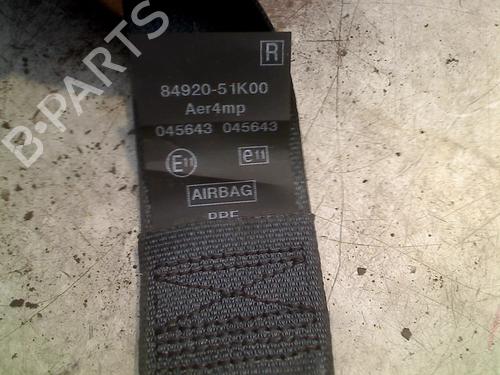 B-PARTS
R
84920-51K00
Aer4mp
045643 045643
E11 e11
AIRBAG